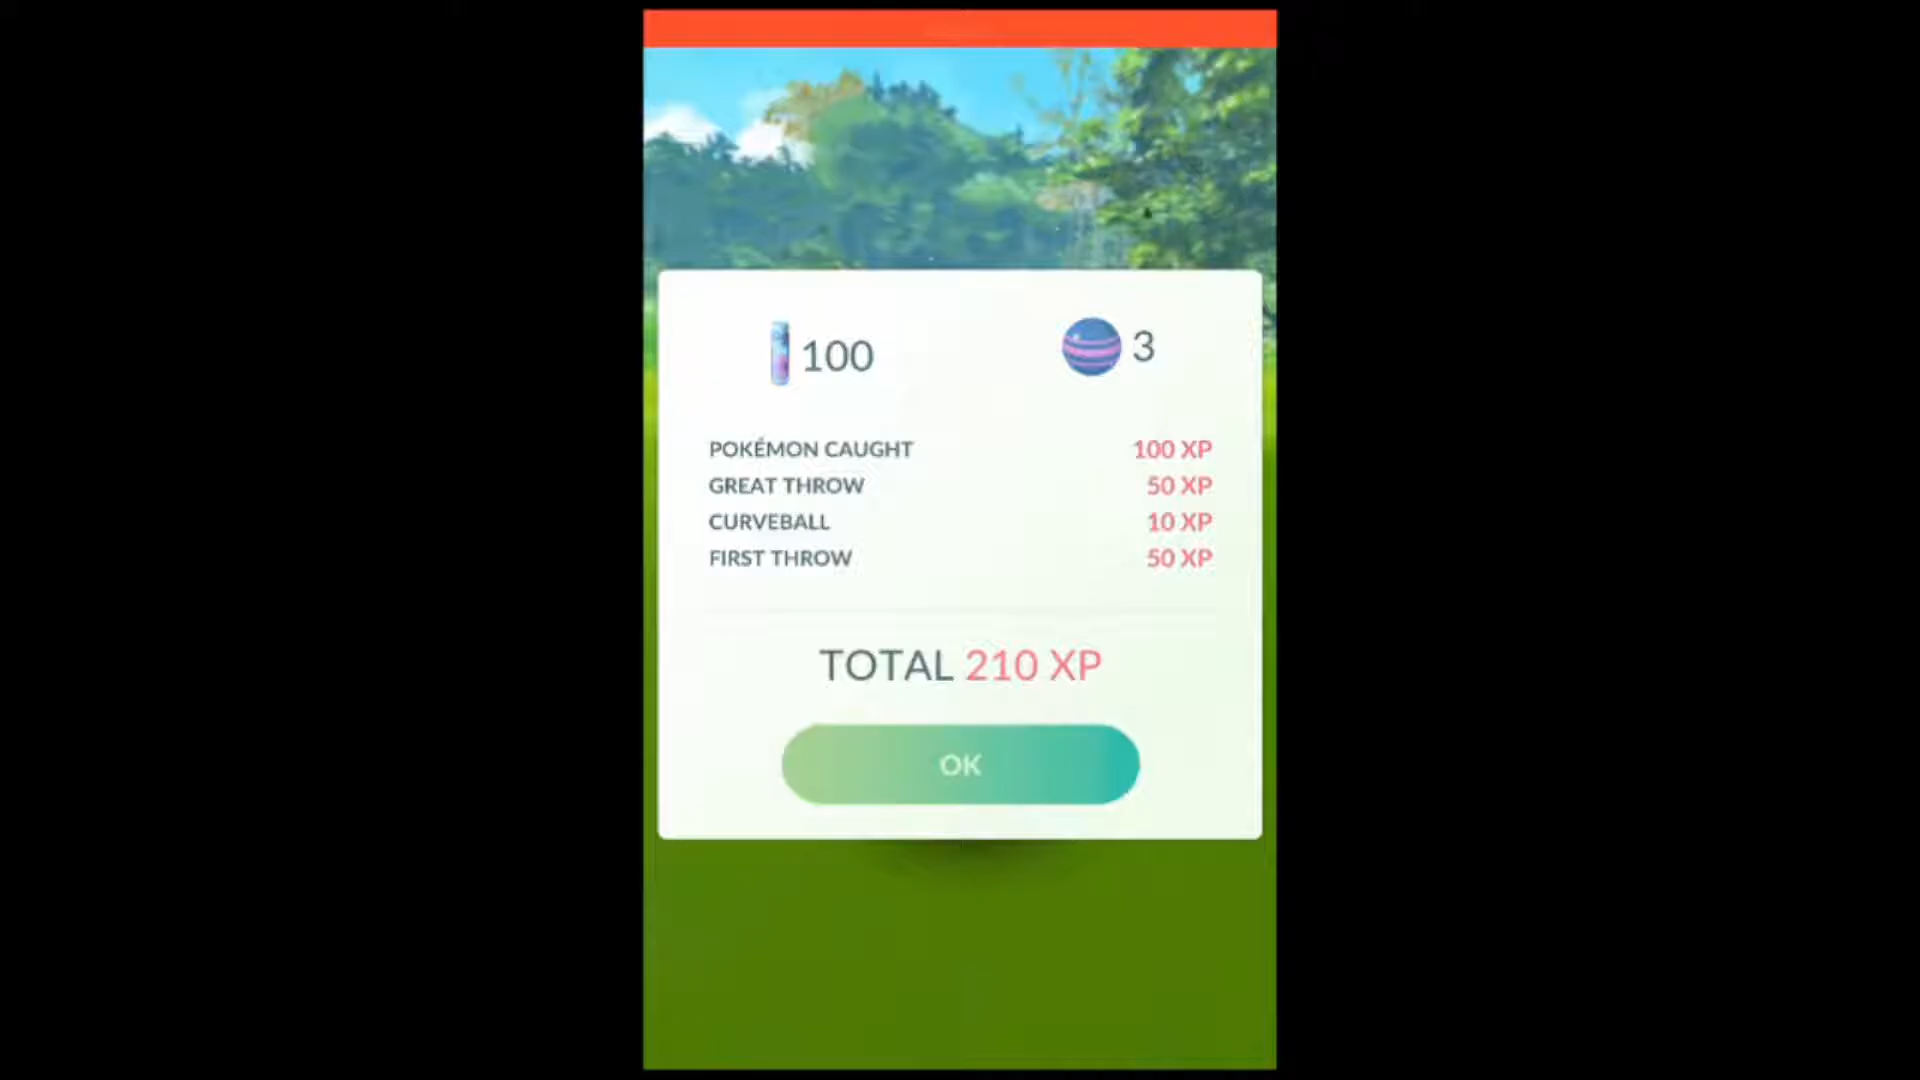 100 3
POKÉMON CAUGHT 100 XP
GREAT THROW 50 XP
CURVEBALL 10 XP
FIRST THROW 50 XP
TOTAL 210 XP
OK